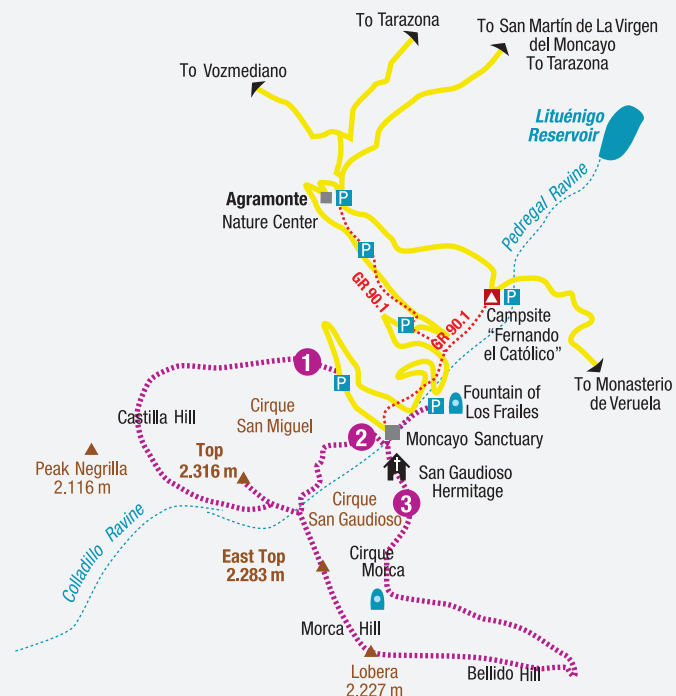 To Tarazona
To San Martín de La Virgen
del Moncayo
To Tarazona
To Vozmediano
Lituénigo
Reservoir
Pedregal Ravine
Agramonte
Nature Center
P
P
GR 90.1
P
GR 90.1
P
Campsite
"Fernando
el Católico"
1
P
Castilla Hill
Cirque
San Miguel
P
Fountain of
Los Frailes
To Monasterio
de Veruela
2
Moncayo Sanctuary
Peak Negrilla
2.116 m
Top
2.316 m
San Gaudioso
Hermitage
3
Cirque
San Gaudioso
Colladillo Ravine
East Top
2.283 m
Cirque
Morca
Morca Hill
Lobera
2.227 m
Bellido Hill